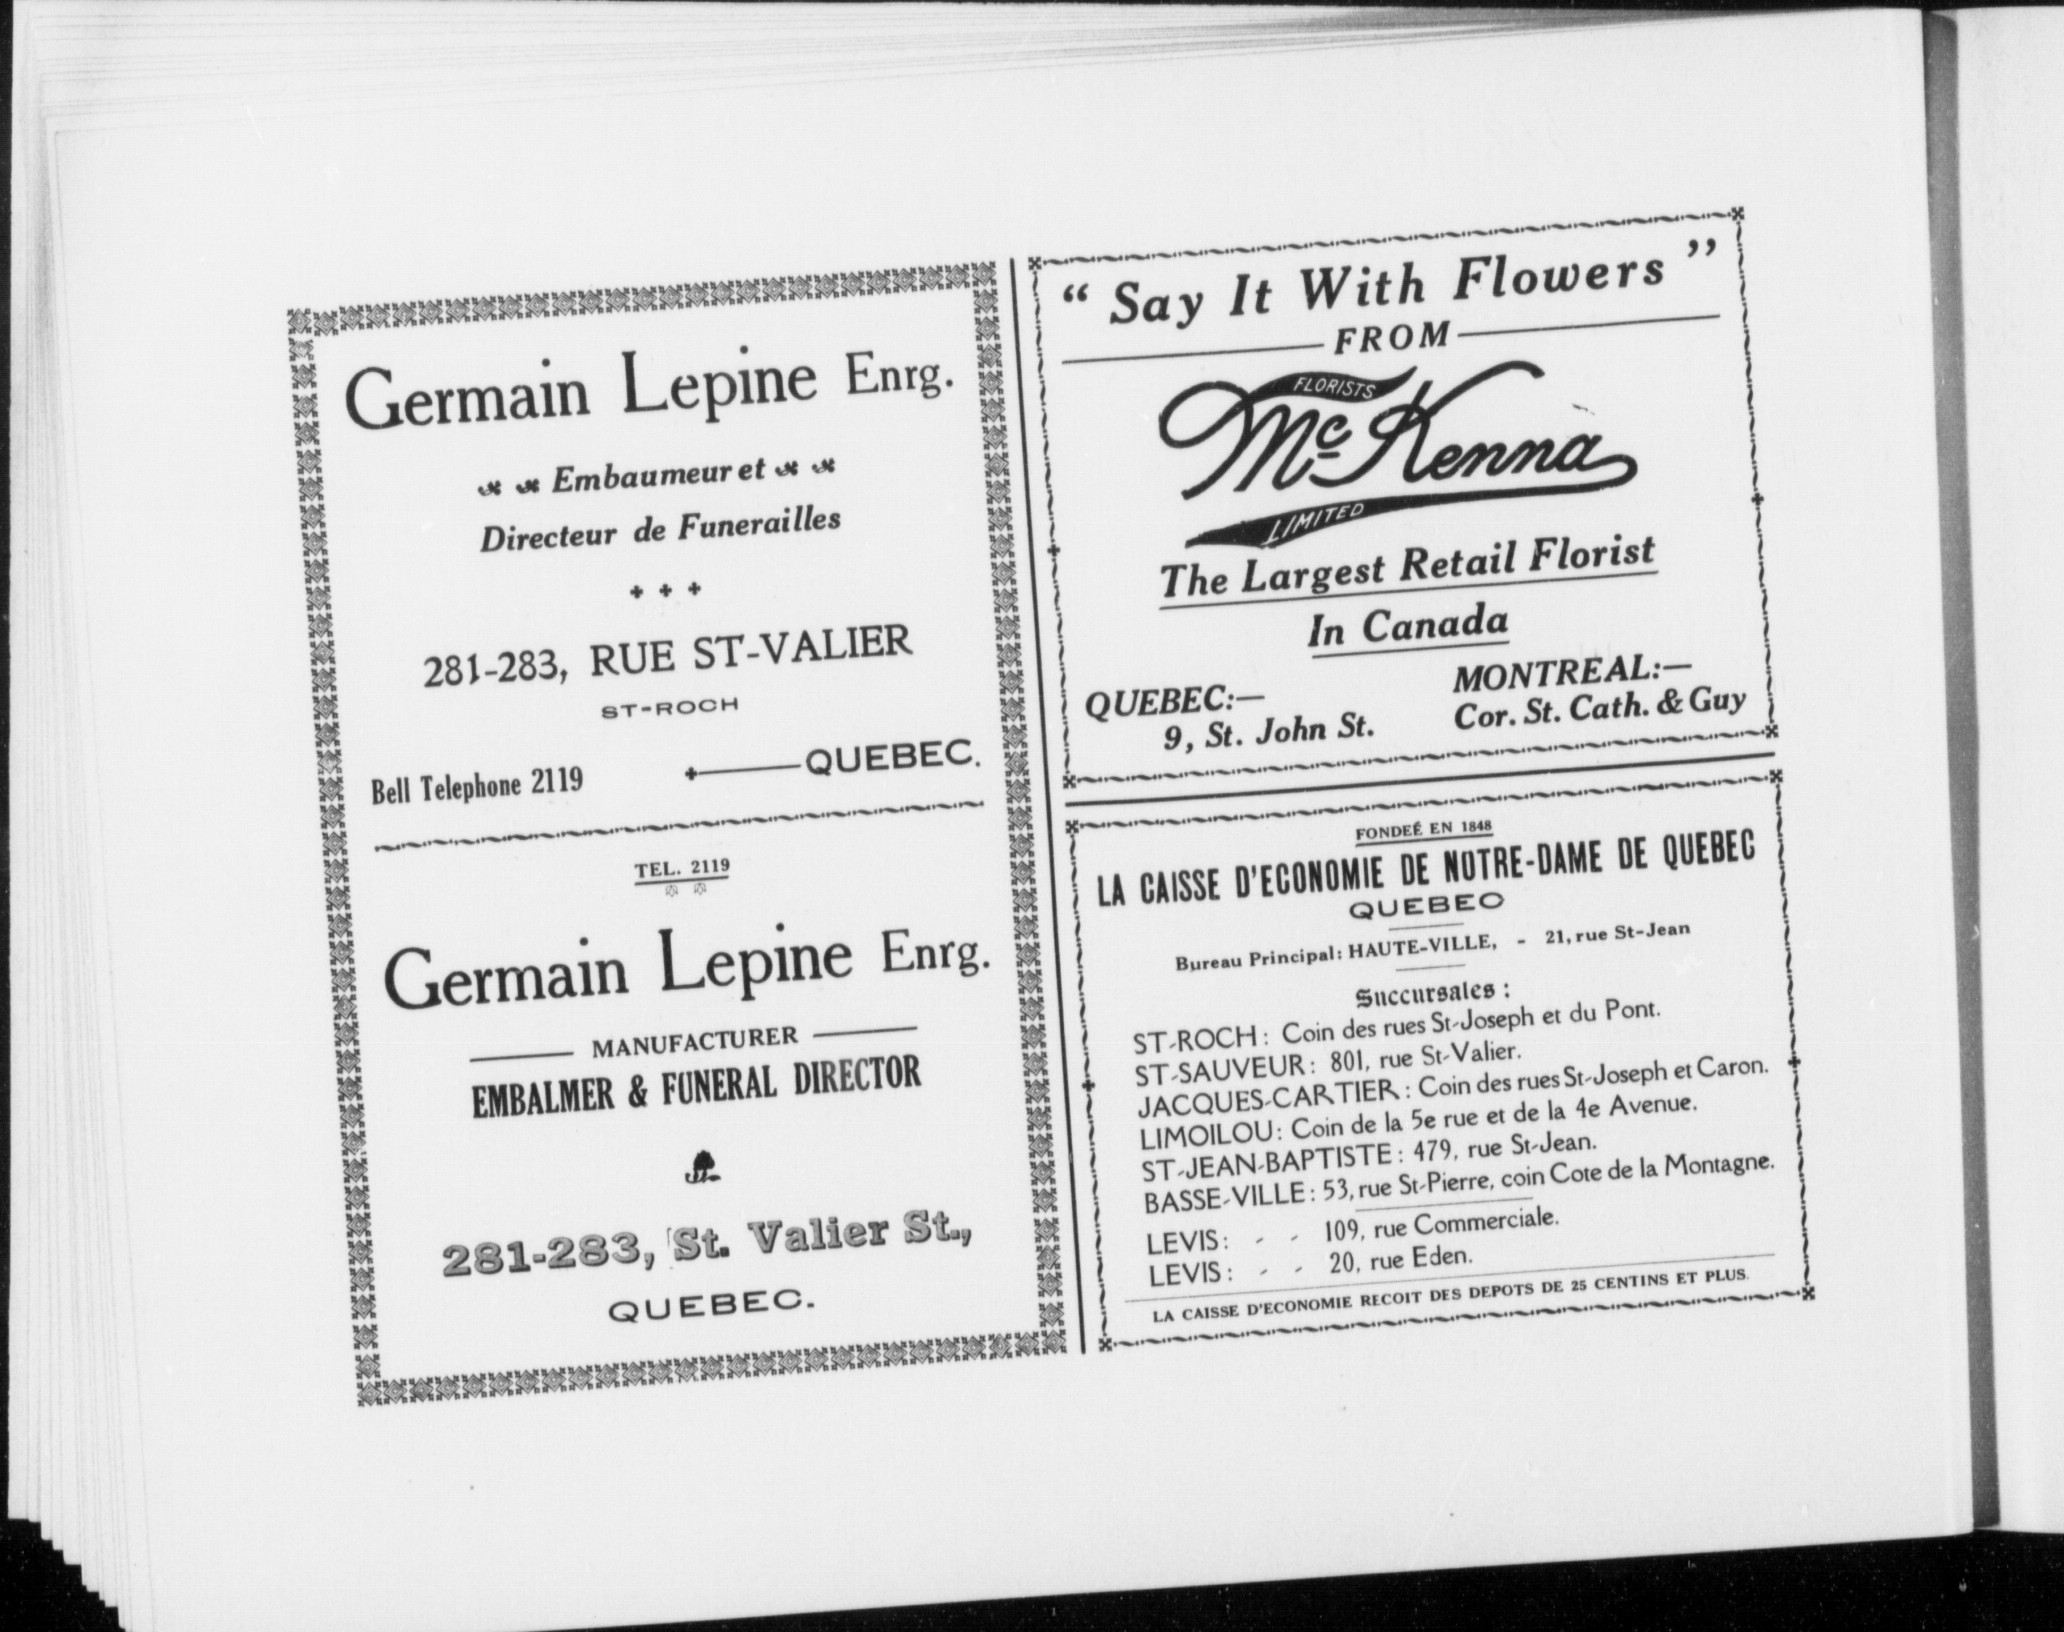 Germain Lepine Enrg.
Embaumeur et
Directeur de Funerailles
281-283, RUE ST-VALIER
ST-ROCH
Bell Telephone 2119 QUEBEC.
TEL. 2119
Germain Lepine Enrg.
MANUFACTURER
EMBALMER & FUNERAL DIRECTOR
281-283, St. Valier St.,
QUEBEC.
“ Say It With Flowers ”
FROM
FLORISTS
McKenna
LIMITED
The Largest Retail Florist
In Canada
QUEBEC:—
9, St. John St.
MONTREAL:—
Cor. St. Cath. & Guy
FONDEÉ EN 1848
LA CAISSE D'ECONOMIE DE NOTRE-DAME DE QUEBEC
QUEBEC
Bureau Principal: HAUTE-VILLE, - 21, rue St-Jean
Succursales :
ST-ROCH: Coin des rues St-Joseph et du Pont.
ST-SAUVEUR: 801, rue St-Valier.
JACQUES-CARTIER: Coin des rues St-Joseph et Caron.
LIMOILOU: Coin de la 5e rue et de la 4e Avenue.
ST-JEAN-BAPTISTE: 479, rue St-Jean.
BASSE-VILLE: 53, rue St-Pierre, coin Cote de la Montagne.
LEVIS: - - 109, rue Commerciale.
LEVIS: - - 20, rue Eden.
LA CAISSE D'ECONOMIE RECOIT DES DEPOTS DE 25 CENTINS ET PLUS.